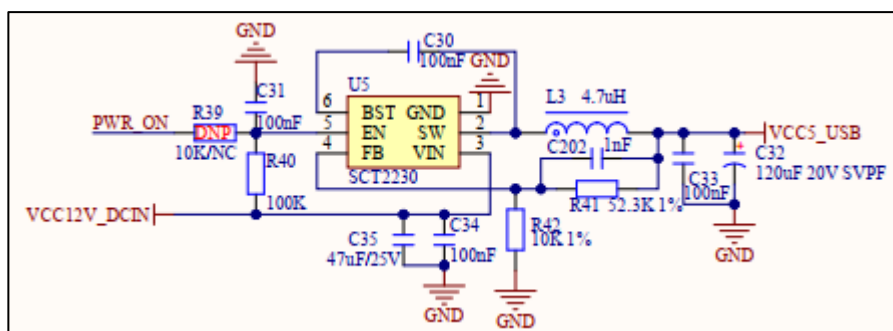 GND
C30
100nF
GND
C31
100nF
U5
6 BST GND 1
5 EN SW 2
4 FB VIN 3
SCT2230
R39
PWR_ON
DNP
10K/NC
R40
100K
L3 4.7uH
VCC5_USB
C202 1nF
C33
100nF
C32
120uF 20V SVPF
R41 52.3K 1%
R42
10K 1%
VCC12V_DCIN
C35
47uF/25V
C34
100nF
GND
GND
GND